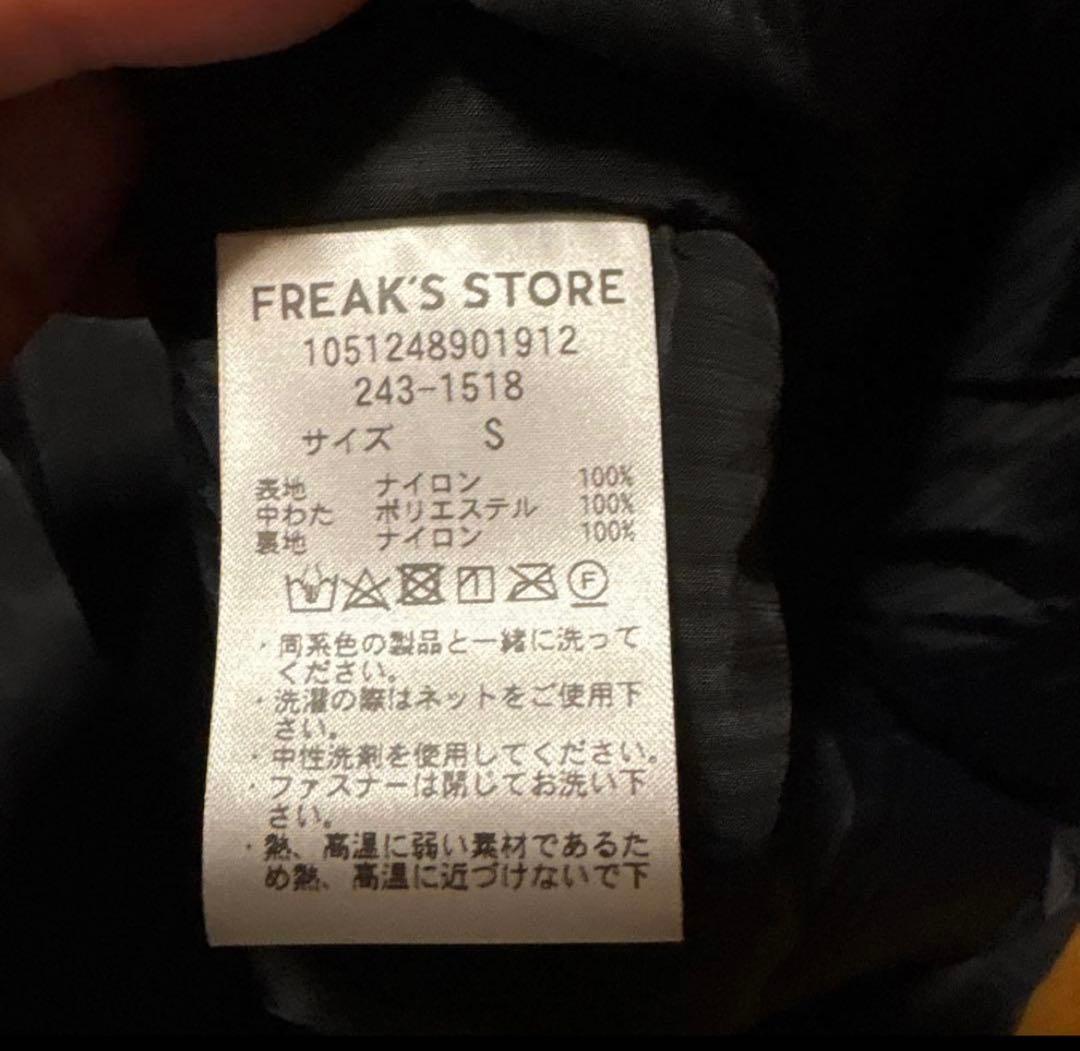 FREAK'S STORE
1051248901912
243-1518
サイズ S
表地 ナイロン 100%
中わた ポリエステル 100%
裏地 ナイロン 100%
F
・同系色の製品と一緒に洗って
ください。
・洗濯の際はネットをご使用下
さい。
・中性洗剤を使用してください。
・ファスナーは閉じてお洗い下
さい。
・熱、高温に弱い素材であるた
め熱、高温に近づけないで下